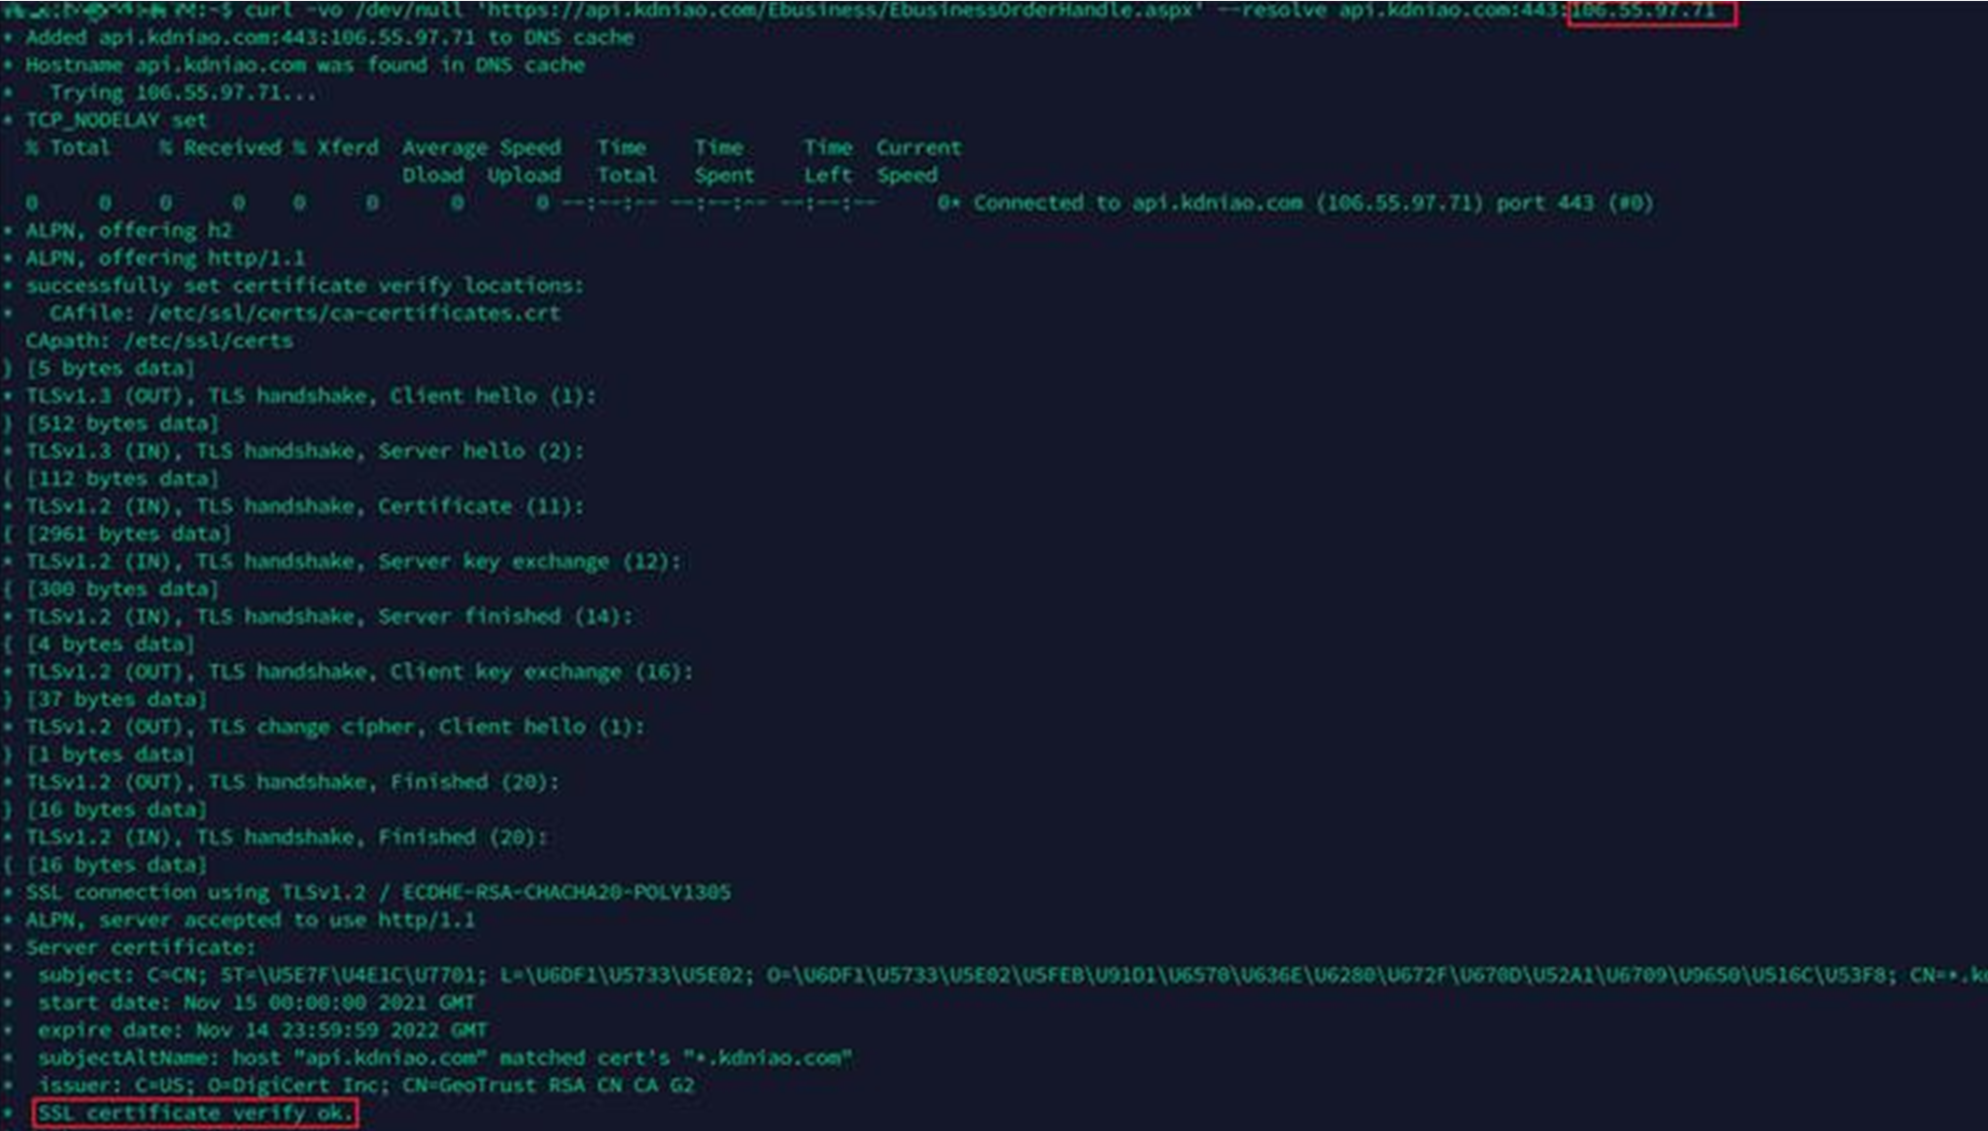 :~$ curl -vo /dev/null 'https://api.kdniao.com/Ebusiness/EbusinessOrderHandle.aspx' --resolve api.kdniao.com:443:106.55.97.71
* Added api.kdniao.com:443:106.55.97.71 to DNS cache
* Hostname api.kdniao.com was found in DNS cache
*   Trying 106.55.97.71...
* TCP_NODELAY set
  % Total    % Received % Xferd  Average Speed   Time    Time     Time  Current
                                 Dload  Upload   Total   Spent    Left  Speed
  0     0    0     0    0     0      0      0 --:--:-- --:--:-- --:--:--     0* Connected to api.kdniao.com (106.55.97.71) port 443 (#0)
* ALPN, offering h2
* ALPN, offering http/1.1
* successfully set certificate verify locations:
*   CAfile: /etc/ssl/certs/ca-certificates.crt
  CApath: /etc/ssl/certs
} [5 bytes data]
* TLSv1.3 (OUT), TLS handshake, Client hello (1):
} [512 bytes data]
* TLSv1.3 (IN), TLS handshake, Server hello (2):
{ [112 bytes data]
* TLSv1.2 (IN), TLS handshake, Certificate (11):
{ [2961 bytes data]
* TLSv1.2 (IN), TLS handshake, Server key exchange (12):
{ [300 bytes data]
* TLSv1.2 (IN), TLS handshake, Server finished (14):
{ [4 bytes data]
* TLSv1.2 (OUT), TLS handshake, Client key exchange (16):
} [37 bytes data]
* TLSv1.2 (OUT), TLS change cipher, Client hello (1):
} [1 bytes data]
* TLSv1.2 (OUT), TLS handshake, Finished (20):
} [16 bytes data]
* TLSv1.2 (IN), TLS handshake, Finished (20):
{ [16 bytes data]
* SSL connection using TLSv1.2 / ECDHE-RSA-CHACHA20-POLY1305
* ALPN, server accepted to use http/1.1
* Server certificate:
*  subject: C=CN; ST=\U5E7F\U4E1C\U7701; L=\U6DF1\U5733\U5E02; O=\U6DF1\U5733\U5E02\U5FEB\U91D1\U6570\U636E\U6280\U672F\U670D\U52A1\U6709\U9650\U516C\U53F8; CN=*.k
*  start date: Nov 15 00:00:00 2021 GMT
*  expire date: Nov 14 23:59:59 2022 GMT
*  subjectAltName: host "api.kdniao.com" matched cert's "*.kdniao.com"
*  issuer: C=US; O=DigiCert Inc; CN=GeoTrust RSA CN CA G2
*  SSL certificate verify ok.